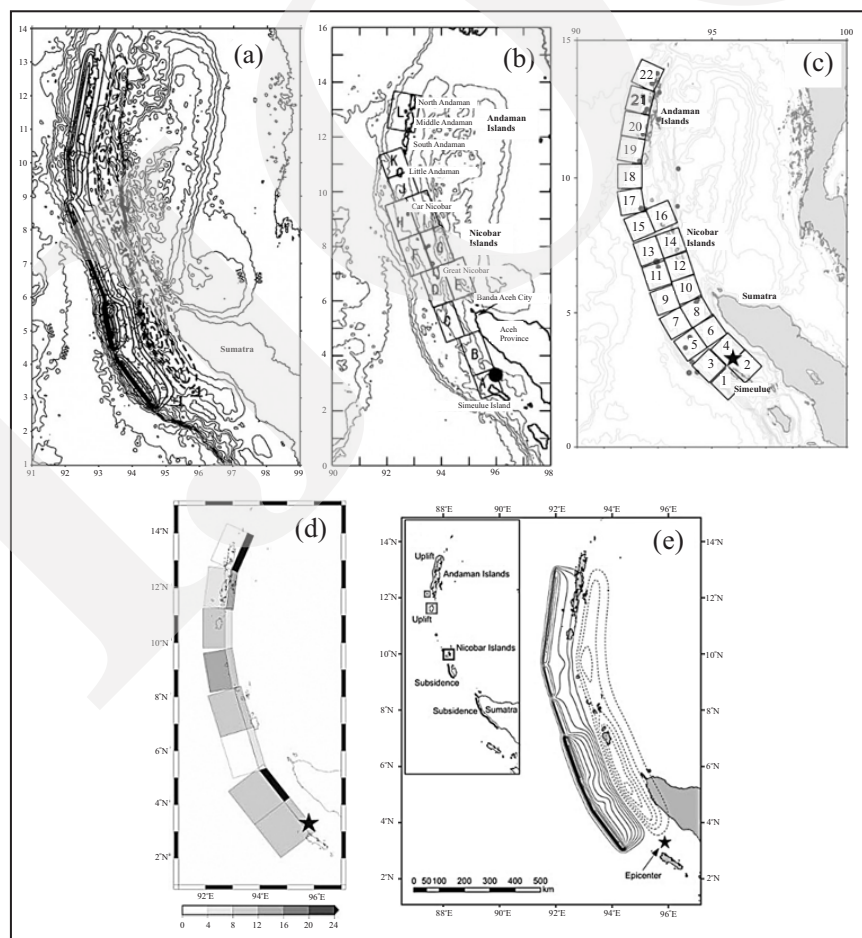 (a)
14
13
12
11
10
9
8
7
6
5
4
3
2
1
91 92 93 94 95 96 97 98 99
Sumatra
(b)
16
14
12
10
8
6
4
2
0
90 92 94 96 98
North Andaman
Middle Andaman
Andaman
Islands
South Andaman
Little Andaman
Car Nicobar
Nicobar
Islands
Great Nicobar
Banda Aceh City
Aceh
Province
Simeulue Island
L
K
J
H
G
F
E
D
C
B
A
(c)
90 95 100
15
10
5
0
22
21
20
19
18
17
16
15
14
13
12
11
10
9
8
7
6
5
4
3
2
1
Andaman
Islands
Nicobar
Islands
Sumatra
Simeulue
(d)
14°N
12°N
10°N
8°N
6°N
4°N
2°N
92°E 94°E 96°E
0 4 8 12 16 20 24
(e)
88°E 90°E 92°E 94°E 96°E
14°N
12°N
10°N
8°N
6°N
4°N
2°N
Uplift
Andaman Islands
Uplift
Nicobar Islands
Subsidence
Subsidence
Sumatra
Epicenter
0 50 100 200 300 400 500
km
88°E 90°E 92°E 94°E 96°E